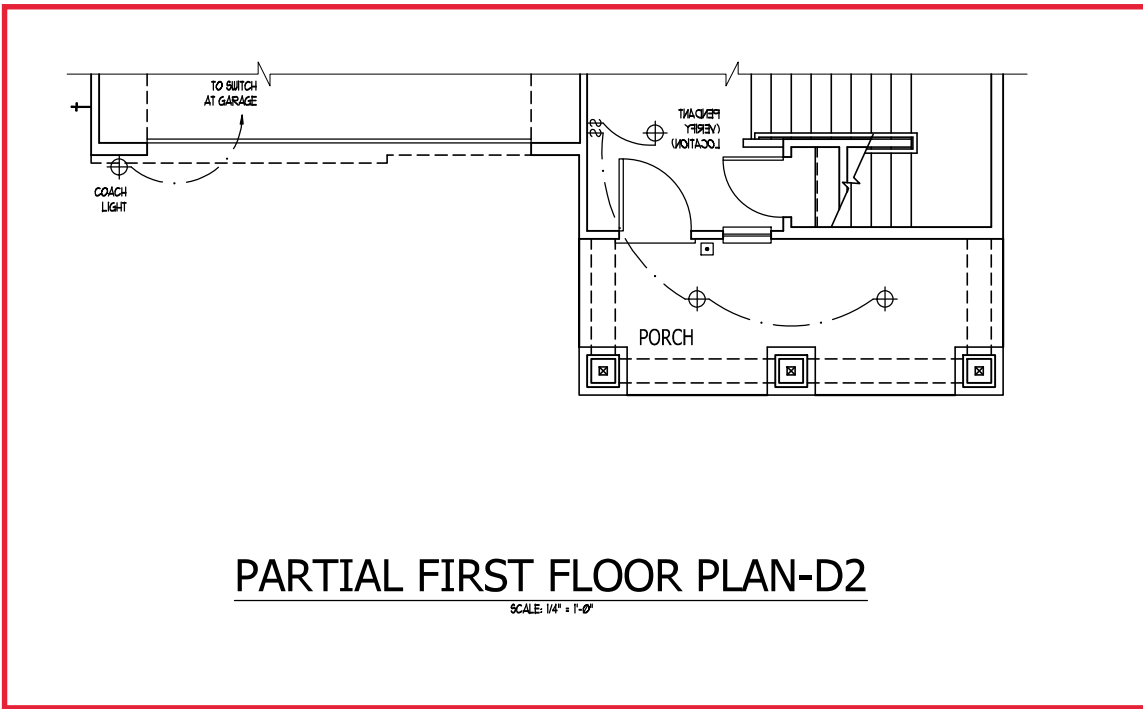 TO SWITCH
AT GARAGE
PENDANT
(VERIFY
LOCATION)
SS
COACH
LIGHT
PORCH
PARTIAL FIRST FLOOR PLAN-D2
SCALE: 1/4" = 1'-0"